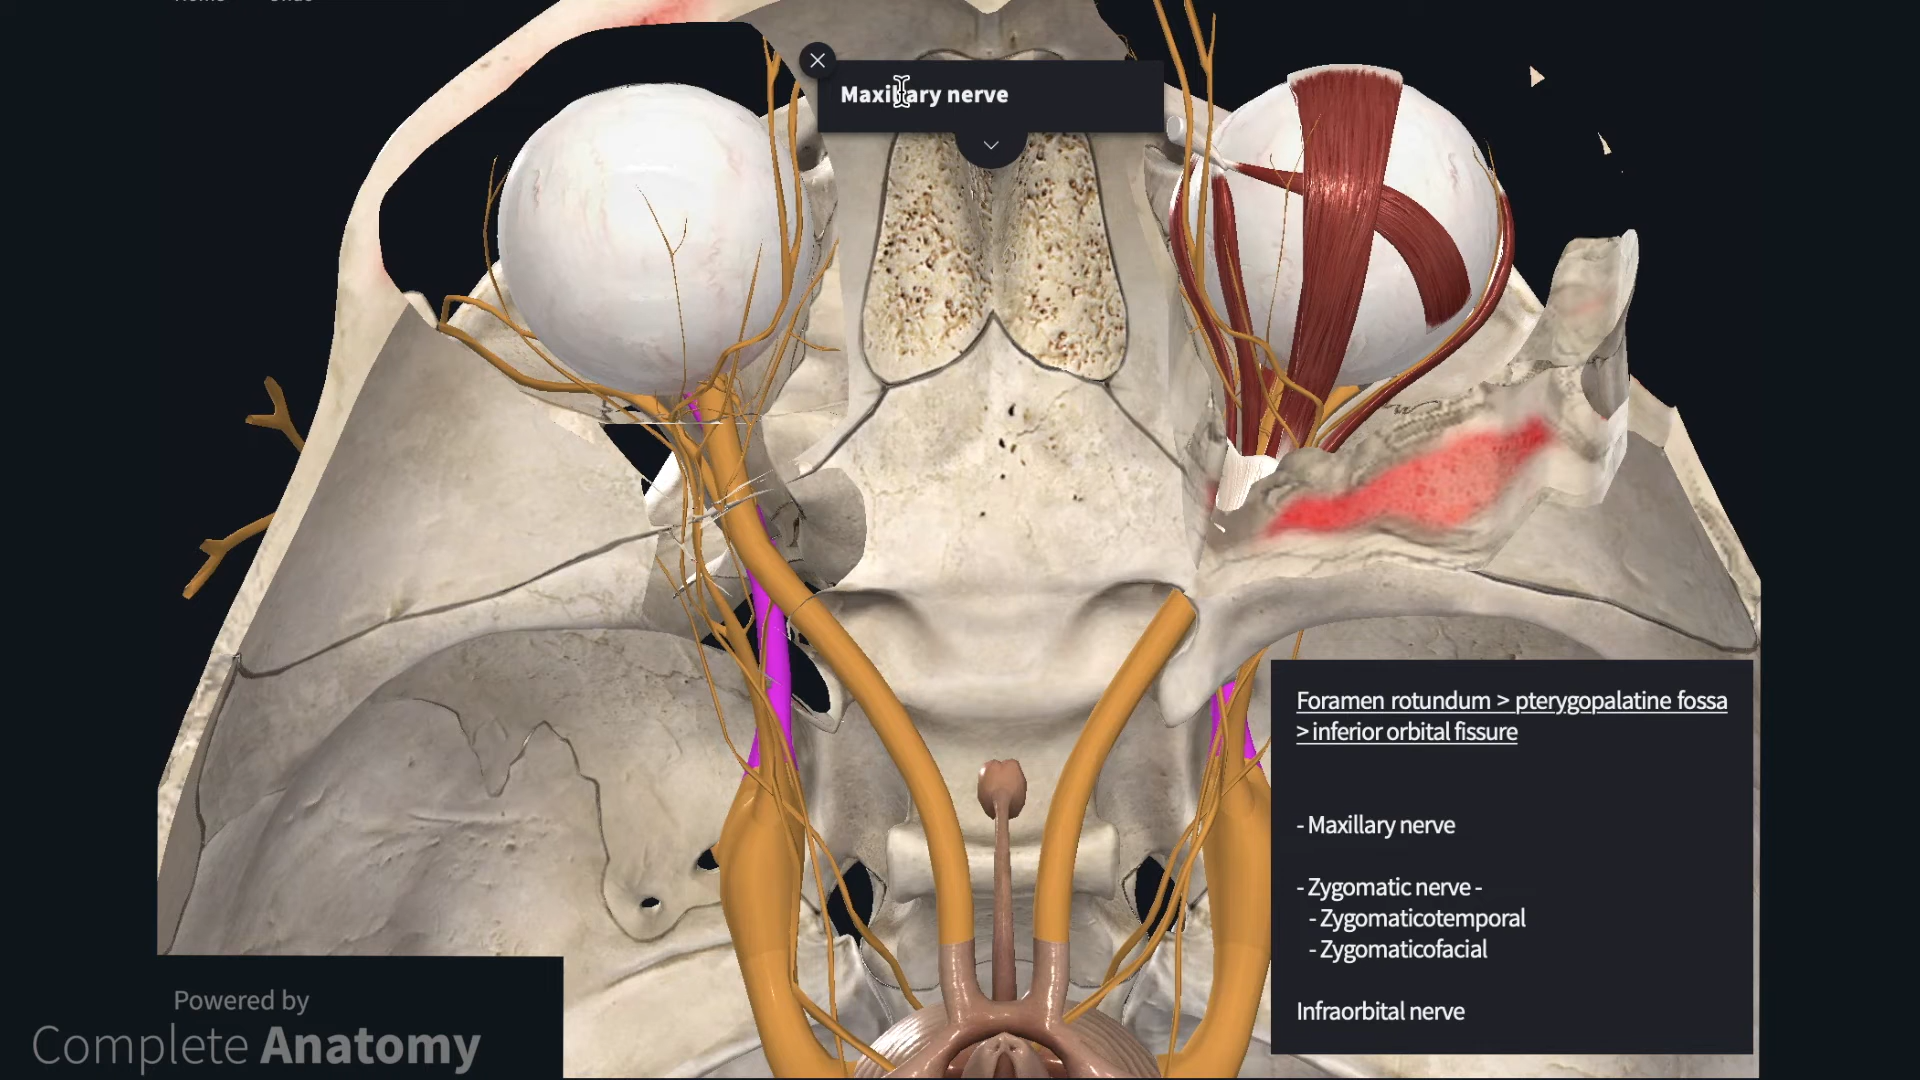 Maxillary nerve
Foramen rotundum > pterygopalatine fossa
> inferior orbital fissure
- Maxillary nerve
- Zygomatic nerve -
- Zygomaticotemporal
- Zygomaticofacial
Infraorbital nerve
Powered by
Complete Anatomy